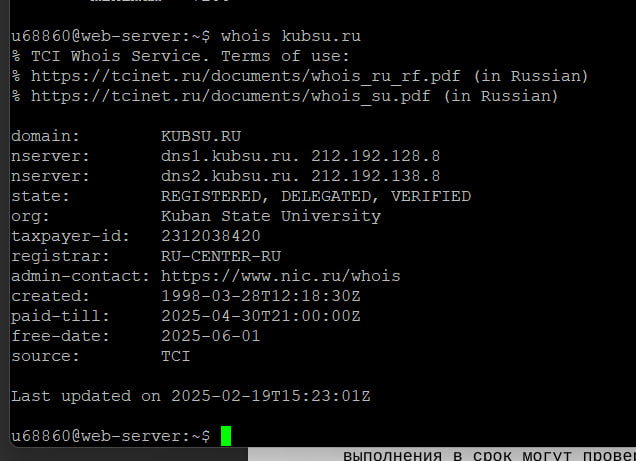 u68860@web-server:~$ whois kubsu.ru
% TCI Whois Service. Terms of use:
% https://tcinet.ru/documents/whois_ru_rf.pdf (in Russian)
% https://tcinet.ru/documents/whois_su.pdf (in Russian)
domain: KUBSU.RU
nserver: dns1.kubsu.ru. 212.192.128.8
nserver: dns2.kubsu.ru. 212.192.138.8
state: REGISTERED, DELEGATED, VERIFIED
org: Kuban State University
taxpayer-id: 2312038420
registrar: RU-CENTER-RU
admin-contact: https://www.nic.ru/whois
created: 1998-03-28T12:18:30Z
paid-till: 2025-04-30T21:00:00Z
free-date: 2025-06-01
source: TCI
Last updated on 2025-02-19T15:23:01Z
u68860@web-server:~$
выполнения в срок могут